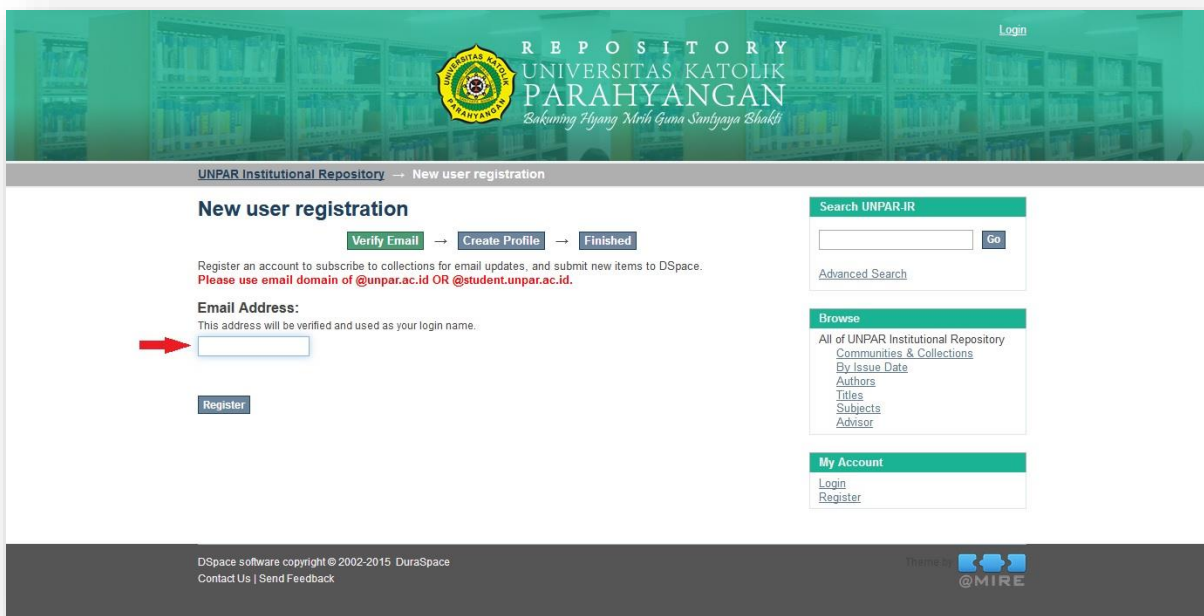 Login
REPOSITORY
UNIVERSITAS KATOLIK
PARAHYANGAN
Bakuning Hyang Mrih Guna Santyaya Bhakti
UNIVERSITAS KATOLIK
PARAHYANGAN
UNPAR Institutional Repository → New user registration
New user registration
Verify Email → Create Profile → Finished
Register an account to subscribe to collections for email updates, and submit new items to DSpace.
Please use email domain of @unpar.ac.id OR @student.unpar.ac.id.
Email Address:
This address will be verified and used as your login name.
Register
Search UNPAR-IR
Go
Advanced Search
Browse
All of UNPAR Institutional Repository
Communities & Collections
By Issue Date
Authors
Titles
Subjects
Advisor
My Account
Login
Register
DSpace software copyright © 2002-2015 DuraSpace
Contact Us | Send Feedback
Theme by
@MIRE